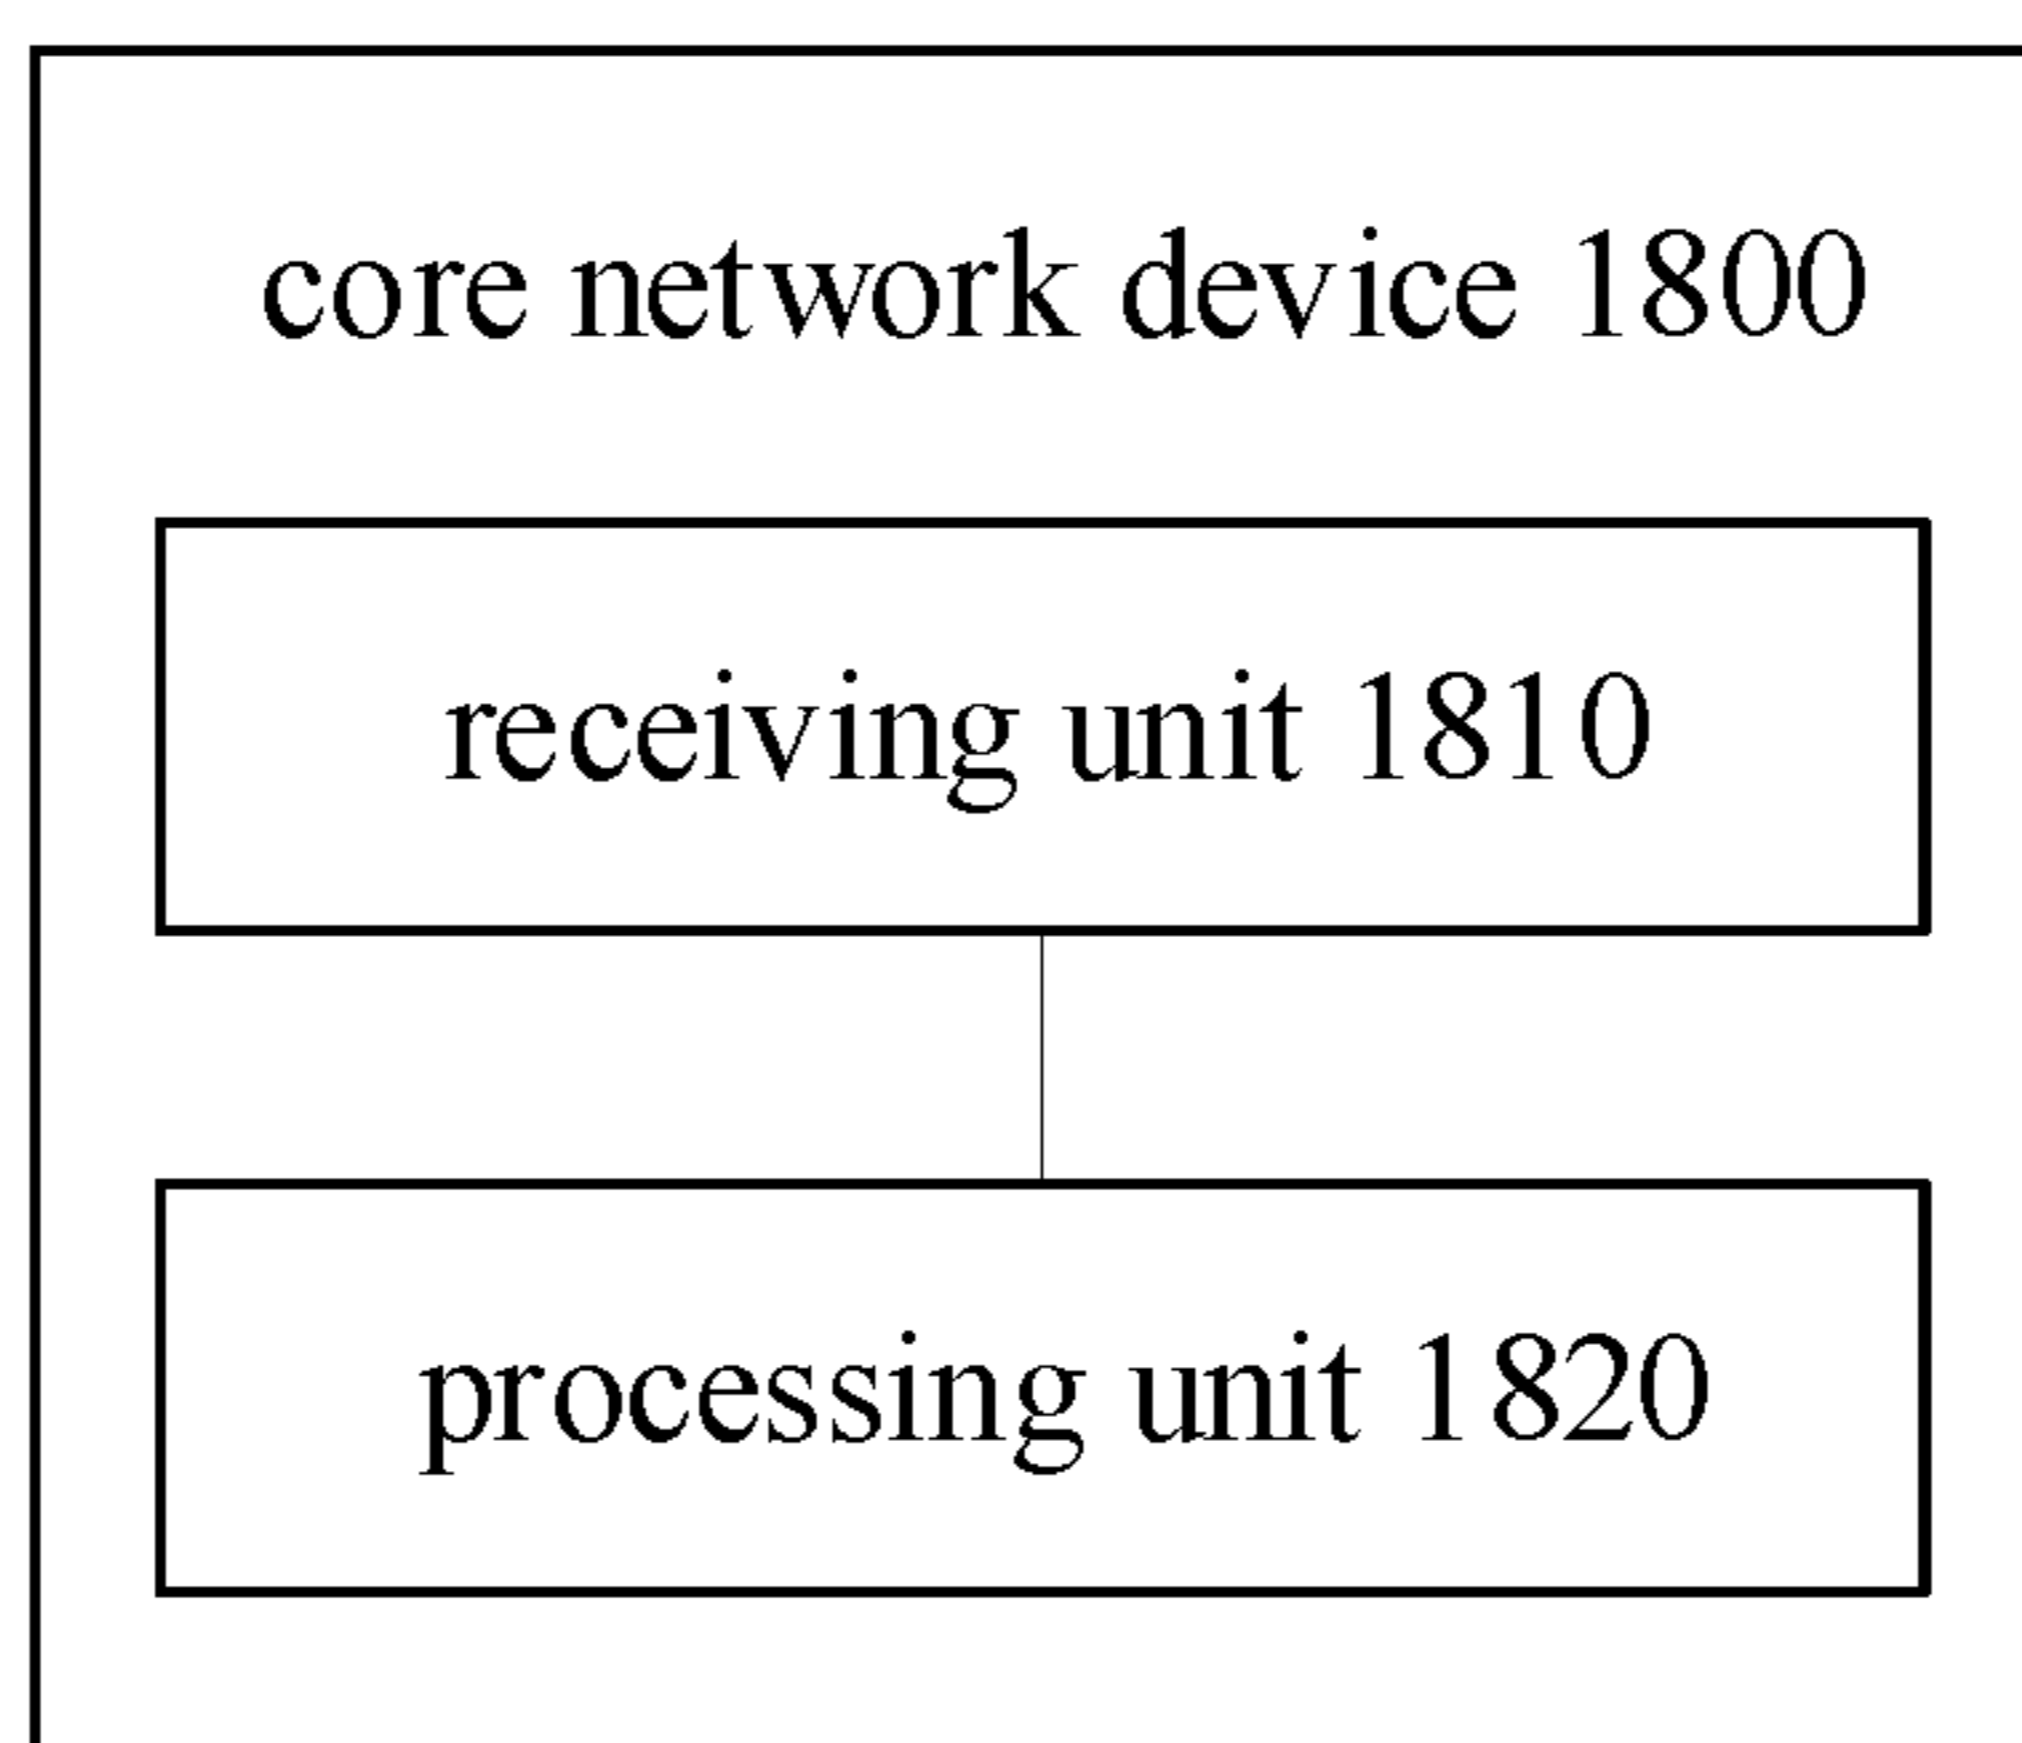 core network device 1800
receiving unit 1810
processing unit 1820